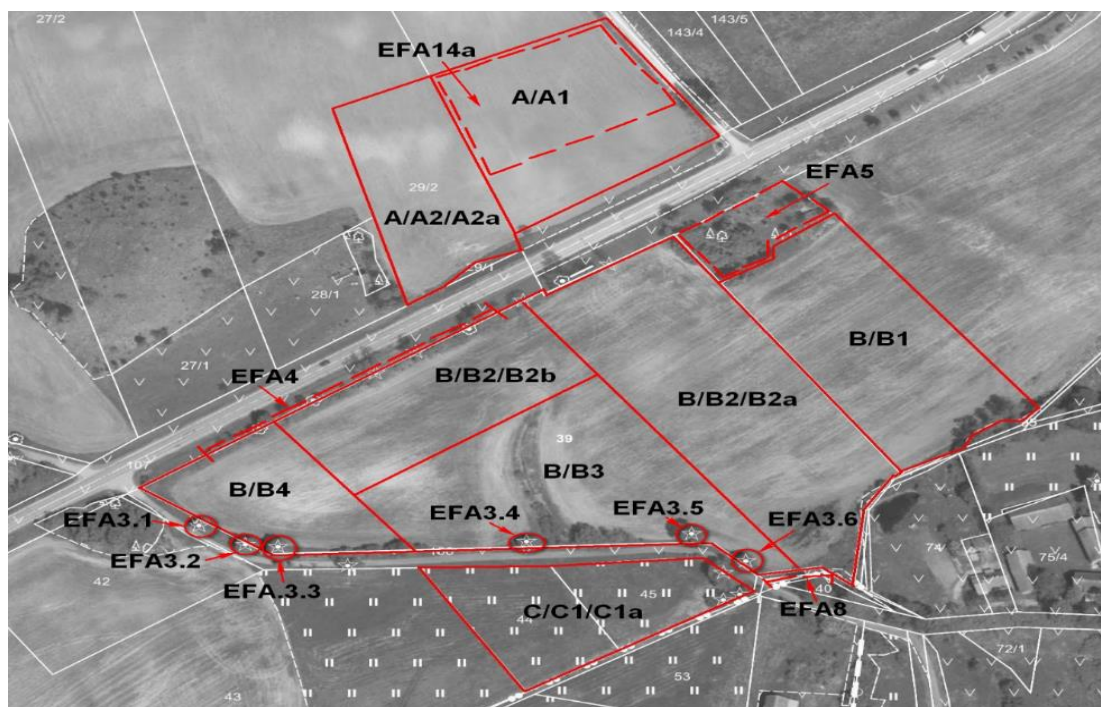 27/2
143/5
143/4
EFA14a
A/A1
EFA5
29/2
A/A2/A2a
29/1
28/1
B/B1
27/1
EFA4
B/B2/B2b
B/B2/B2a
39
B/B3
107
B/B4
EFA3.5
EFA3.1
EFA3.4
EFA3.6
EFA3.2
74
75/4
EFA.3.3
42
40
EFA8
C/C1/C1a
45
44
72/1
53
43